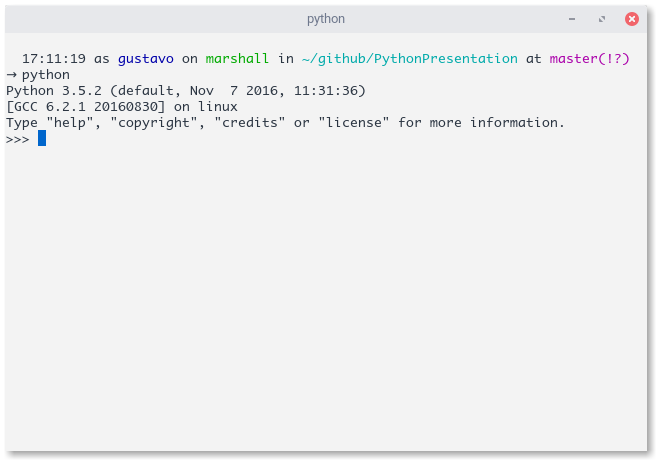 python
17:11:19 as gustavo on marshall in ~/github/PythonPresentation at master(!?)
→ python
Python 3.5.2 (default, Nov  7 2016, 11:31:36)
[GCC 6.2.1 20160830] on linux
Type "help", "copyright", "credits" or "license" for more information.
>>>